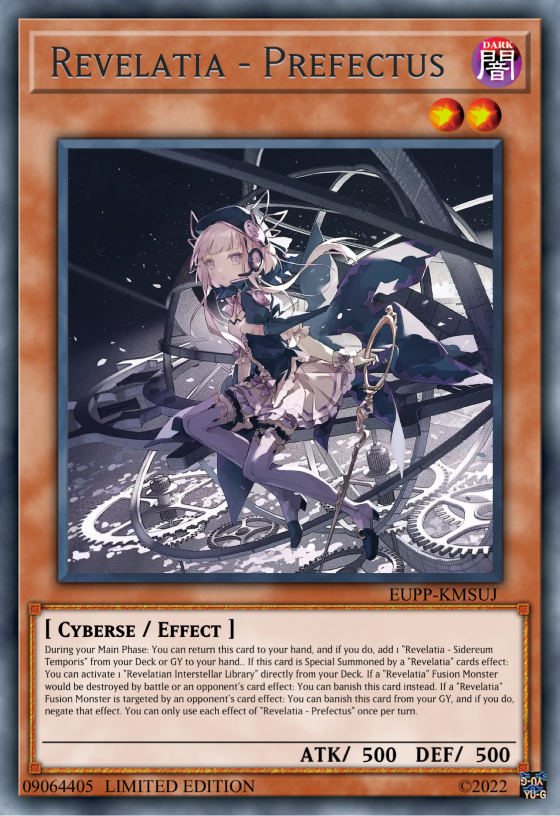 Revelatia - Prefectus
DARK
闇
EUPP-KMSUJ
[ Cyberse / Effect ]
During your Main Phase: You can return this card to your hand, and if you do, add 1 "Revelatia - Sidereum
Temporis" from your Deck or GY to your hand.. If this card is Special Summoned by a "Revelatia" cards effect:
You can activate 1 "Revelatian Interstellar Library" directly from your Deck. If a "Revelatia" Fusion Monster
would be destroyed by battle or an opponent's card effect: You can banish this card instead. If a "Revelatia"
Fusion Monster is targeted by an opponent's card effect: You can banish this card from your GY, and if you do,
negate that effect. You can only use each effect of "Revelatia - Prefectus" once per turn.
ATK/ 500 DEF/ 500
09064405 LIMITED EDITION ©2022
YU-G